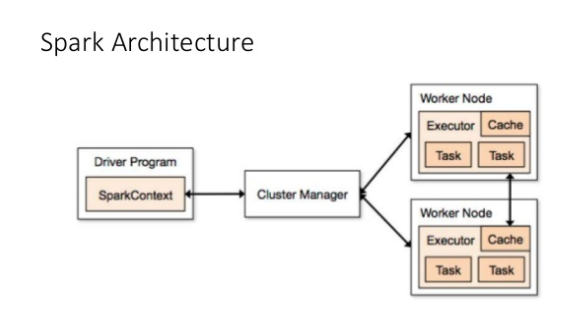 Spark Architecture
Driver Program
SparkContext
Cluster Manager
Worker Node
Executor Cache
Task Task
Worker Node
Executor Cache
Task Task